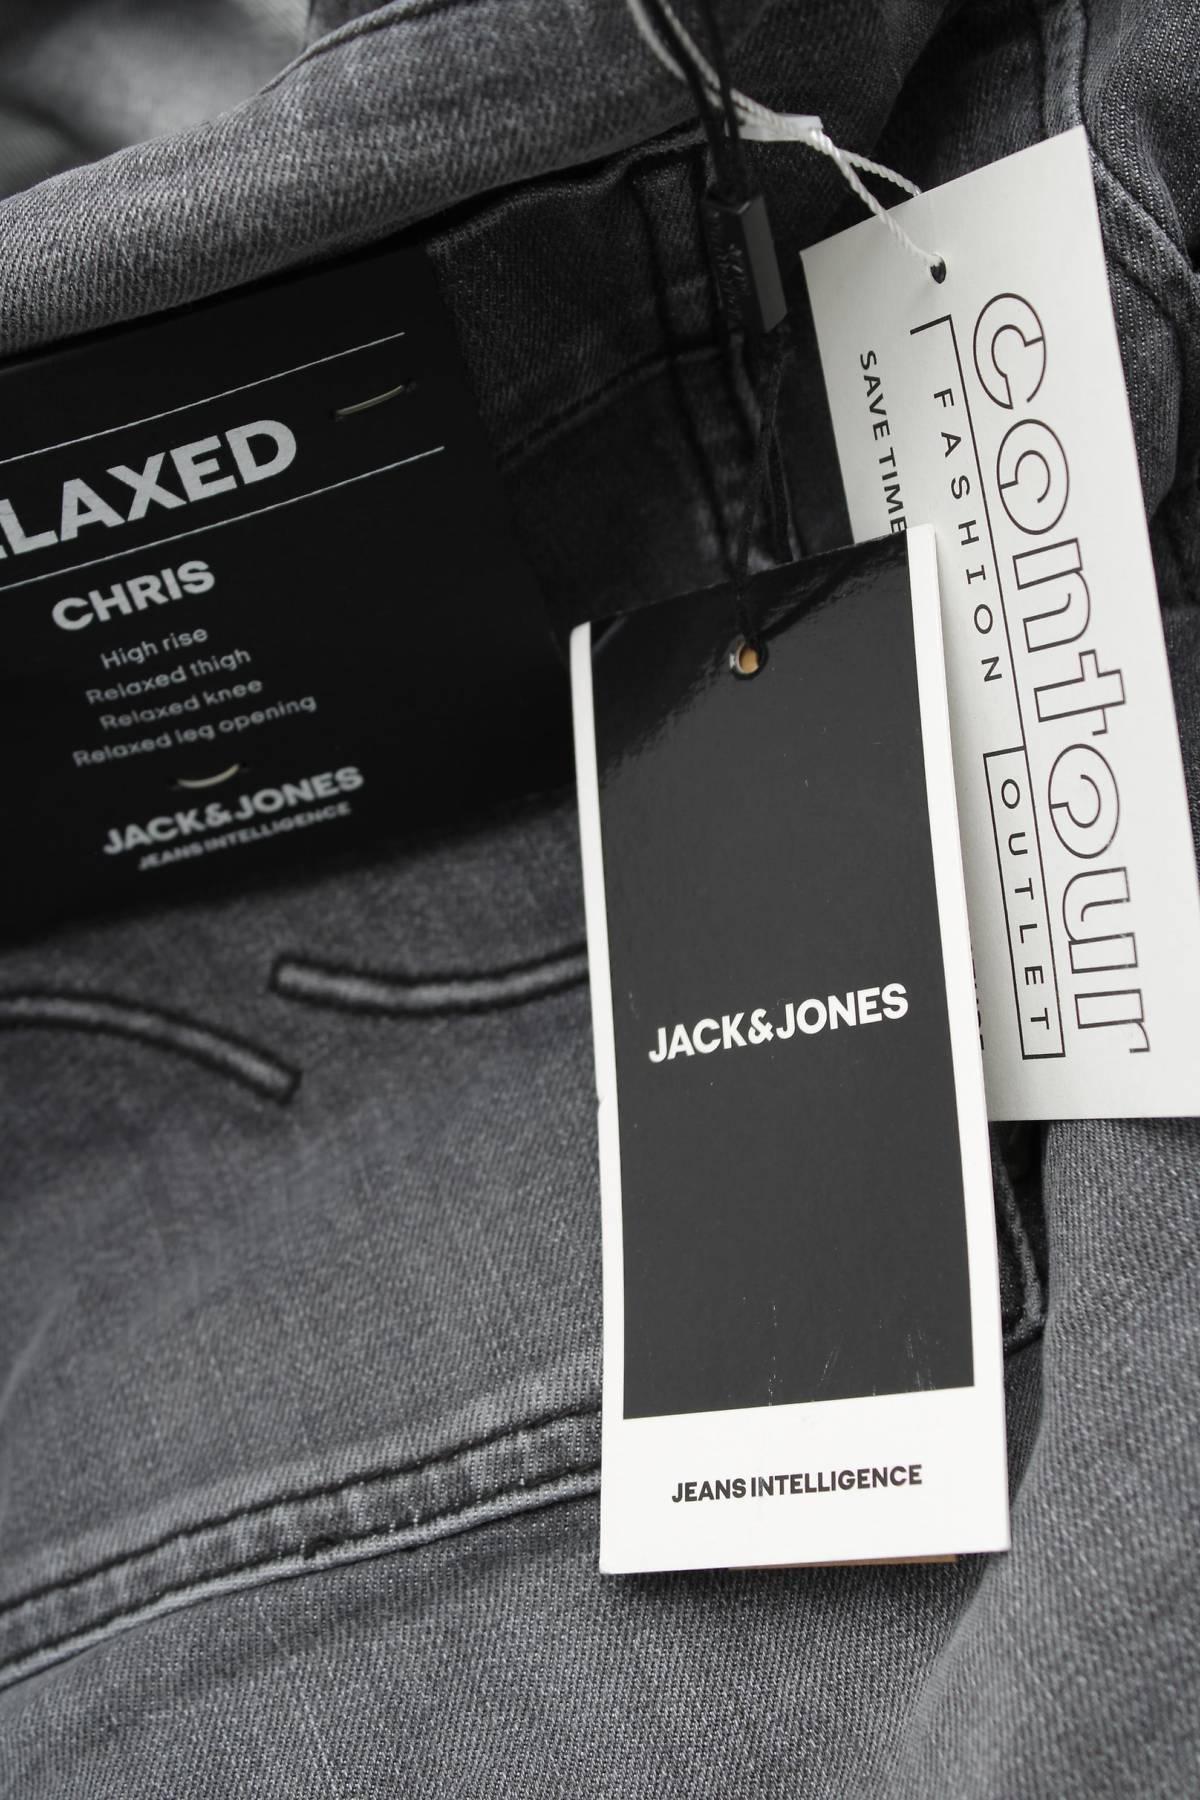 LAXED
CHRIS
High rise
Relaxed thigh
Relaxed knee
Relaxed leg opening
JACK&JONES
JEANS INTELLIGENCE
JACK&JONES
JEANS INTELLIGENCE
contour
FASHION OUTLET
SAVE TIME